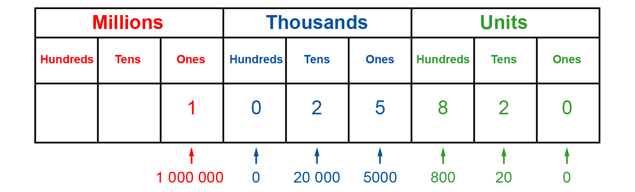 Millions Thousands Units
Hundreds Tens Ones Hundreds Tens Ones Hundreds Tens Ones
1 0 2 5 8 2 0
1 000 000 0 20 000 5000 800 20 0